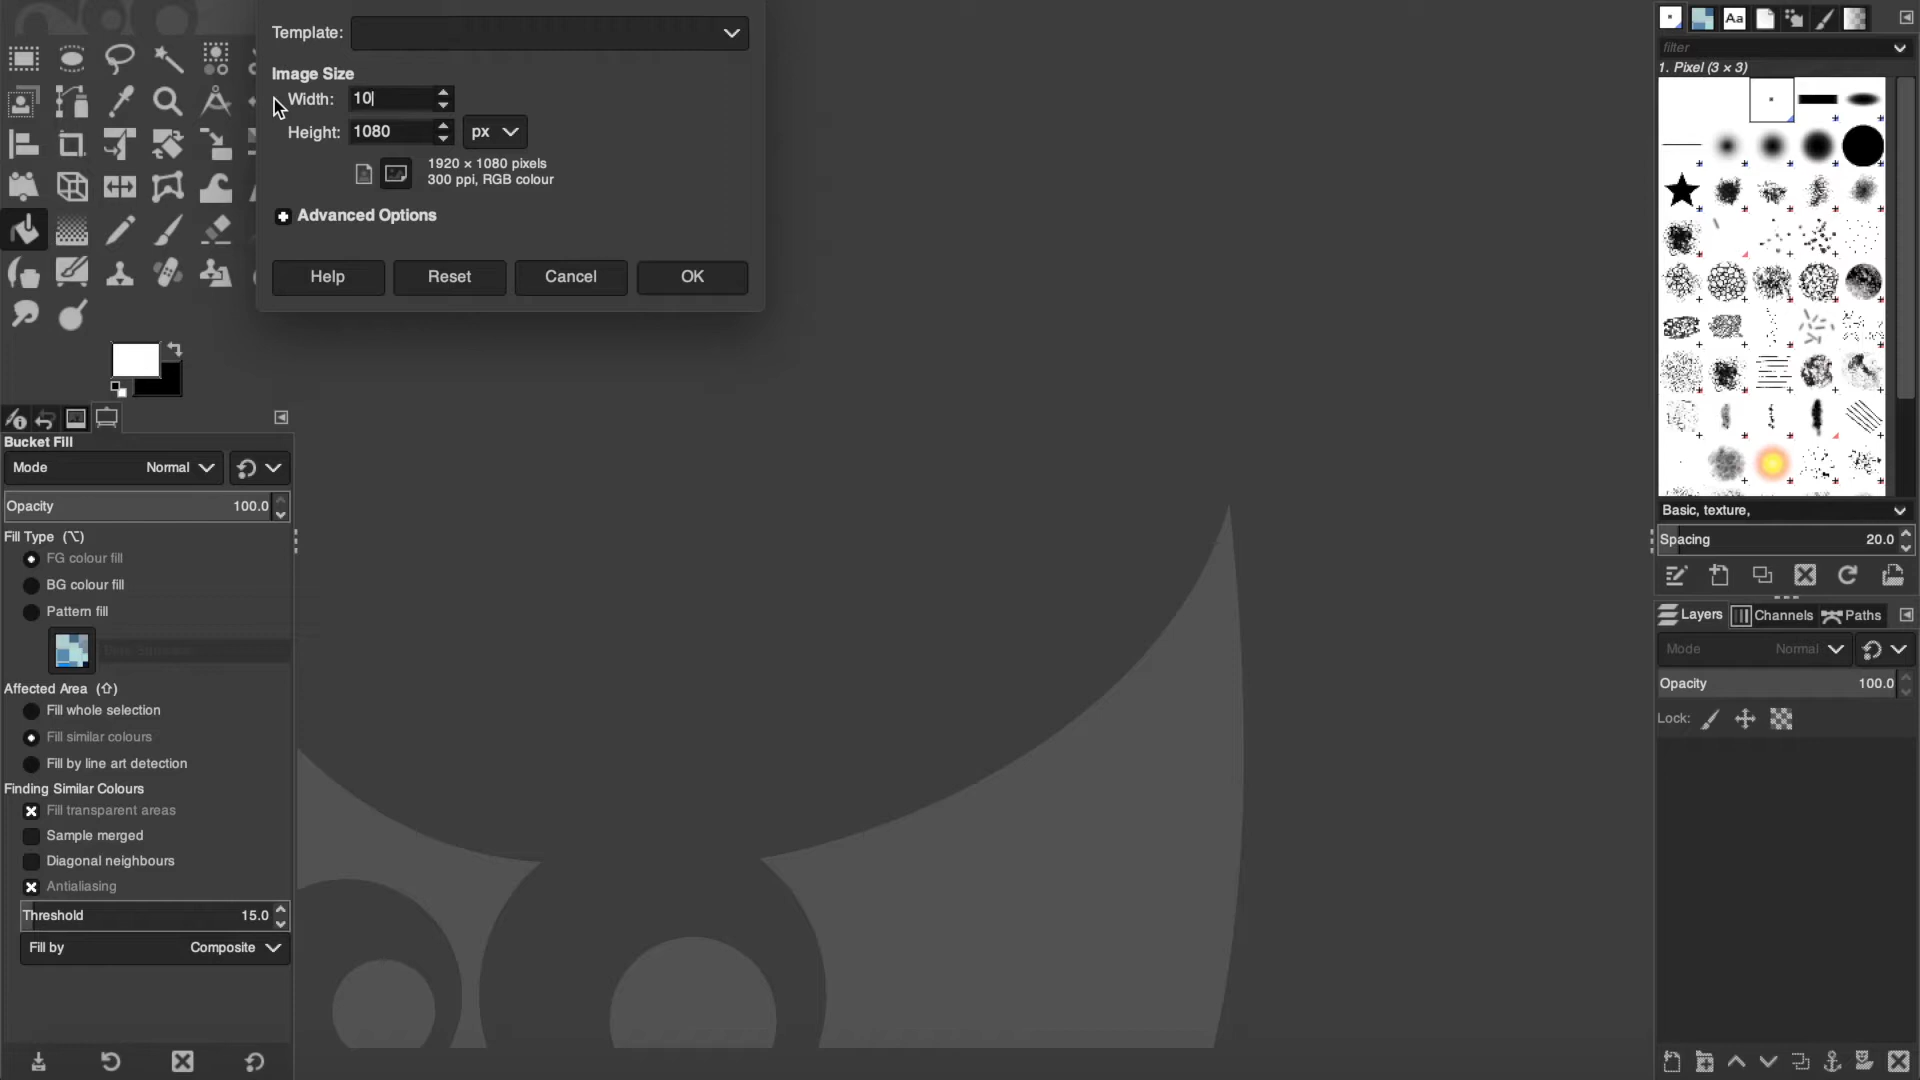 Template:
Image Size
Width: 10
Height: 1080 px
1920 × 1080 pixels
300 ppi, RGB colour
Advanced Options
Help Reset Cancel OK
Bucket Fill
Mode Normal
Opacity 100.0
Fill Type (⌥)
FG colour fill
BG colour fill
Pattern fill
Affected Area (⇧)
Fill whole selection
Fill similar colours
Fill by line art detection
Finding Similar Colours
Fill transparent areas
Sample merged
Diagonal neighbours
Antialiasing
Threshold 15.0
Fill by Composite
Aa
filter
1. Pixel (3 × 3)
Basic, texture,
Spacing 20.0
Layers Channels Paths
Mode Normal
Opacity 100.0
Lock: